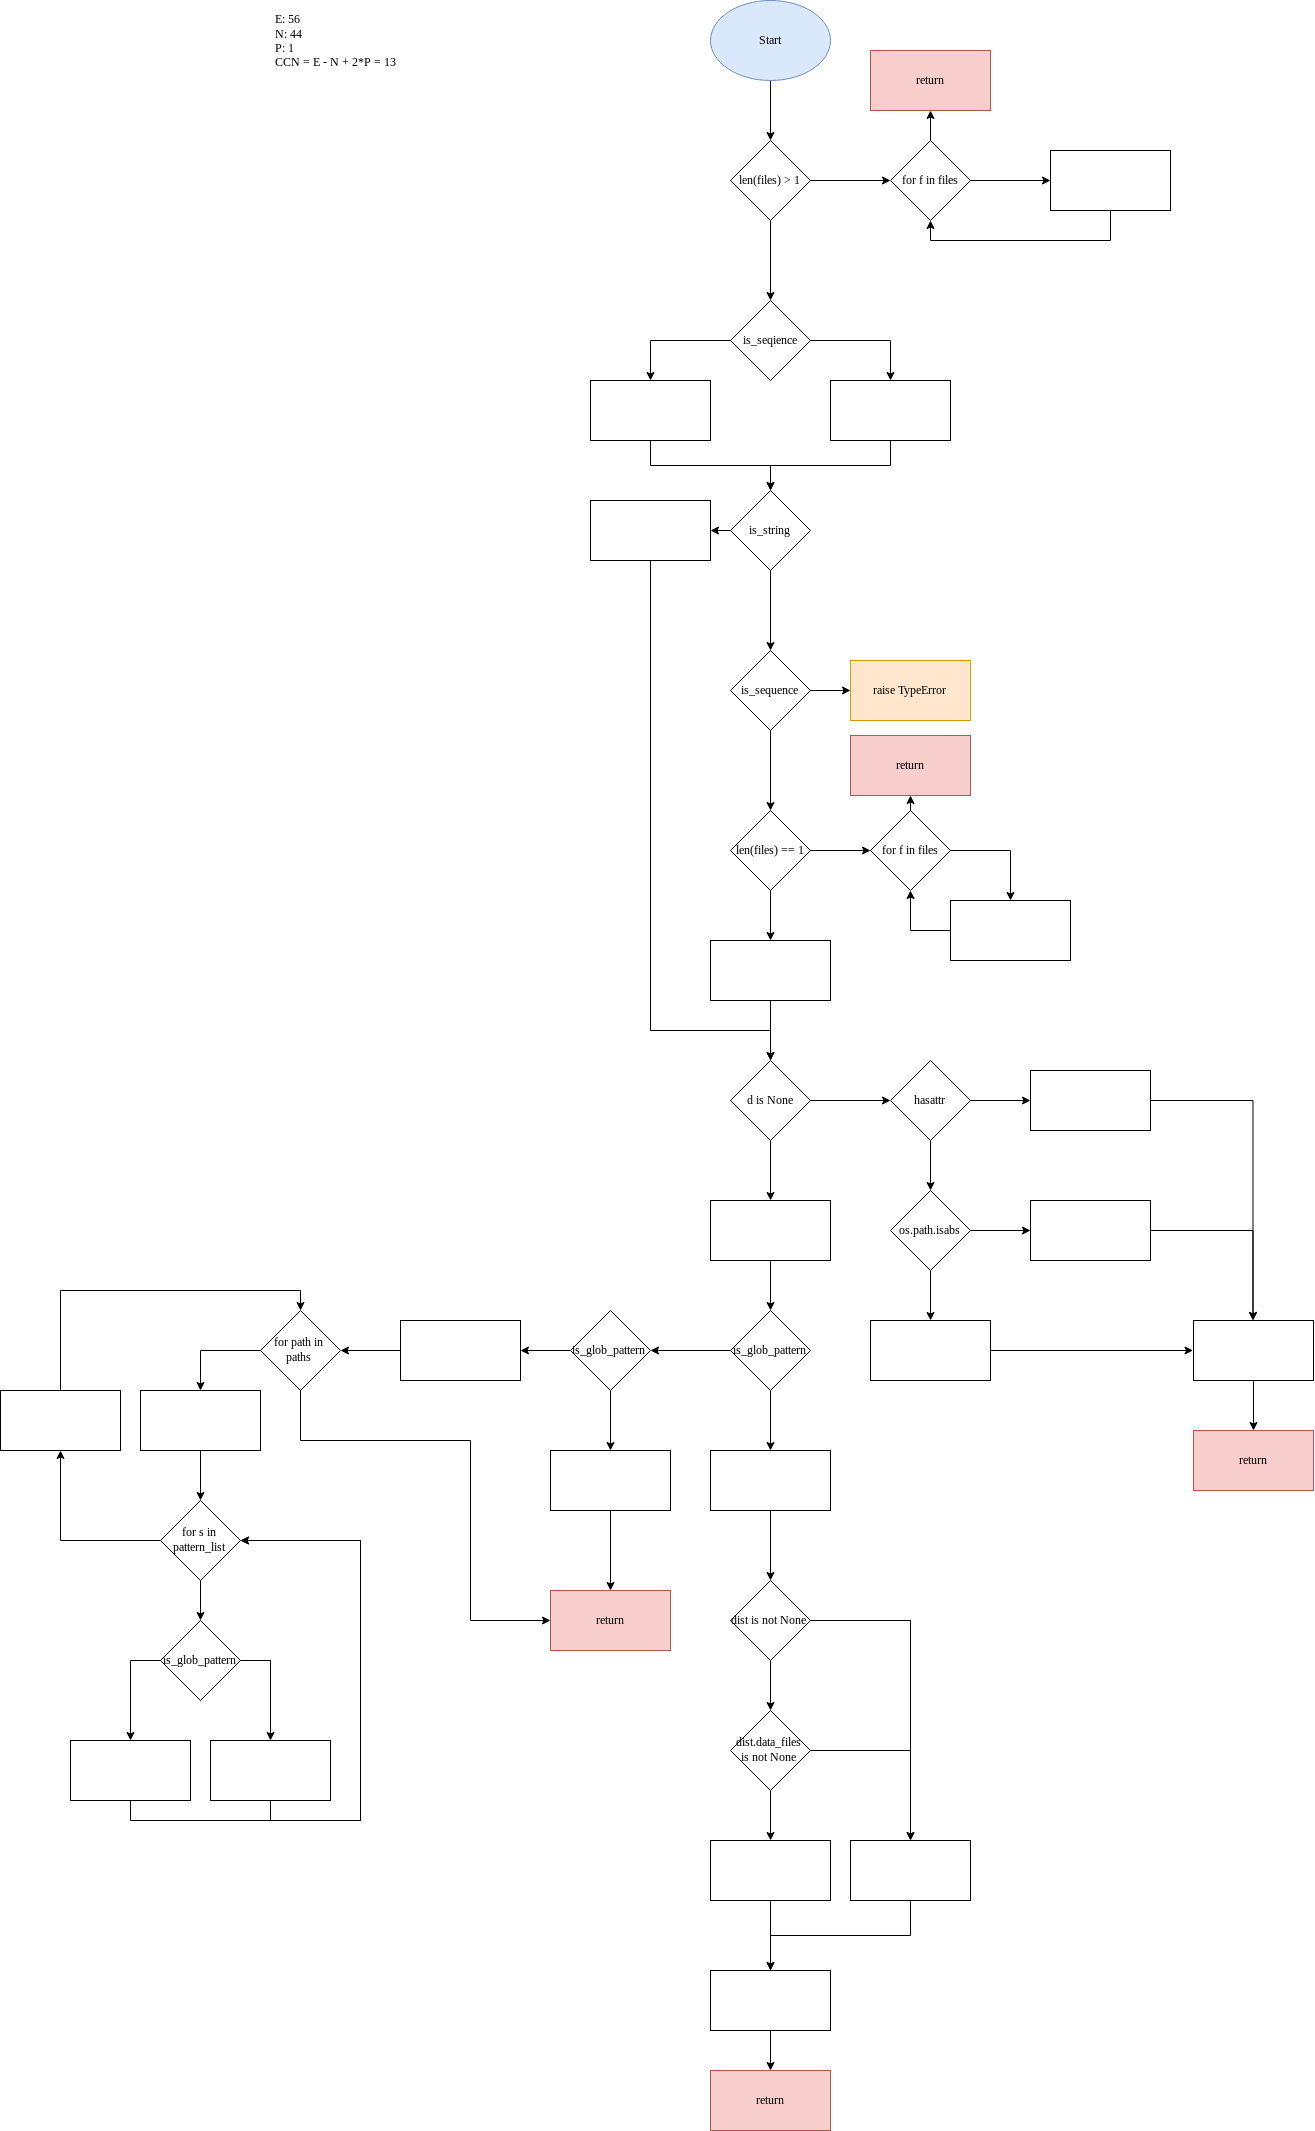 E: 56
N: 44
P: 1
CCN = E - N + 2*P = 13
Start
return
len(files) > 1
for f in files
is_seqience
is_string
is_sequence
raise TypeError
return
len(files) == 1
for f in files
d is None
hasattr
os.path.isabs
for path in
paths
is_glob_pattern
is_glob_pattern
return
for s in
pattern_list
return
dist is not None
is_glob_pattern
dist.data_files
is not None
return